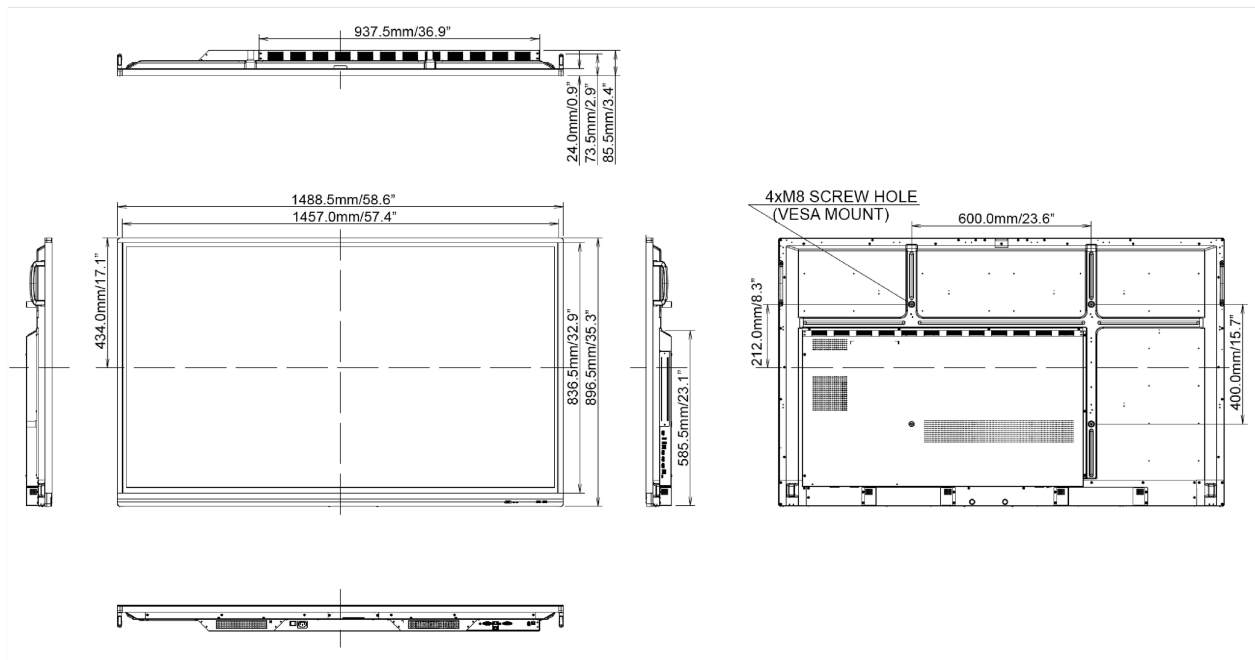 937.5mm/36.9”
24.0mm/0.9”
73.5mm/2.9”
85.5mm/3.4”
1488.5mm/58.6”
1457.0mm/57.4”
434.0mm/17.1”
836.5mm/32.9”
896.5mm/35.3”
585.5mm/23.1”
4xM8 SCREW HOLE
(VESA MOUNT)
600.0mm/23.6”
212.0mm/8.3”
400.0mm/15.7”